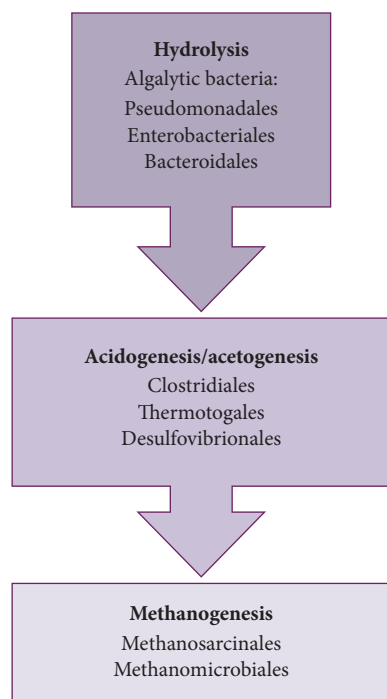 Hydrolysis
Algalytic bacteria:
Pseudomonadales
Enterobacteriales
Bacteroidales
Acidogenesis/acetogenesis
Clostridiales
Thermotogales
Desulfovibrionales
Methanogenesis
Methanosarcinales
Methanomicrobiales